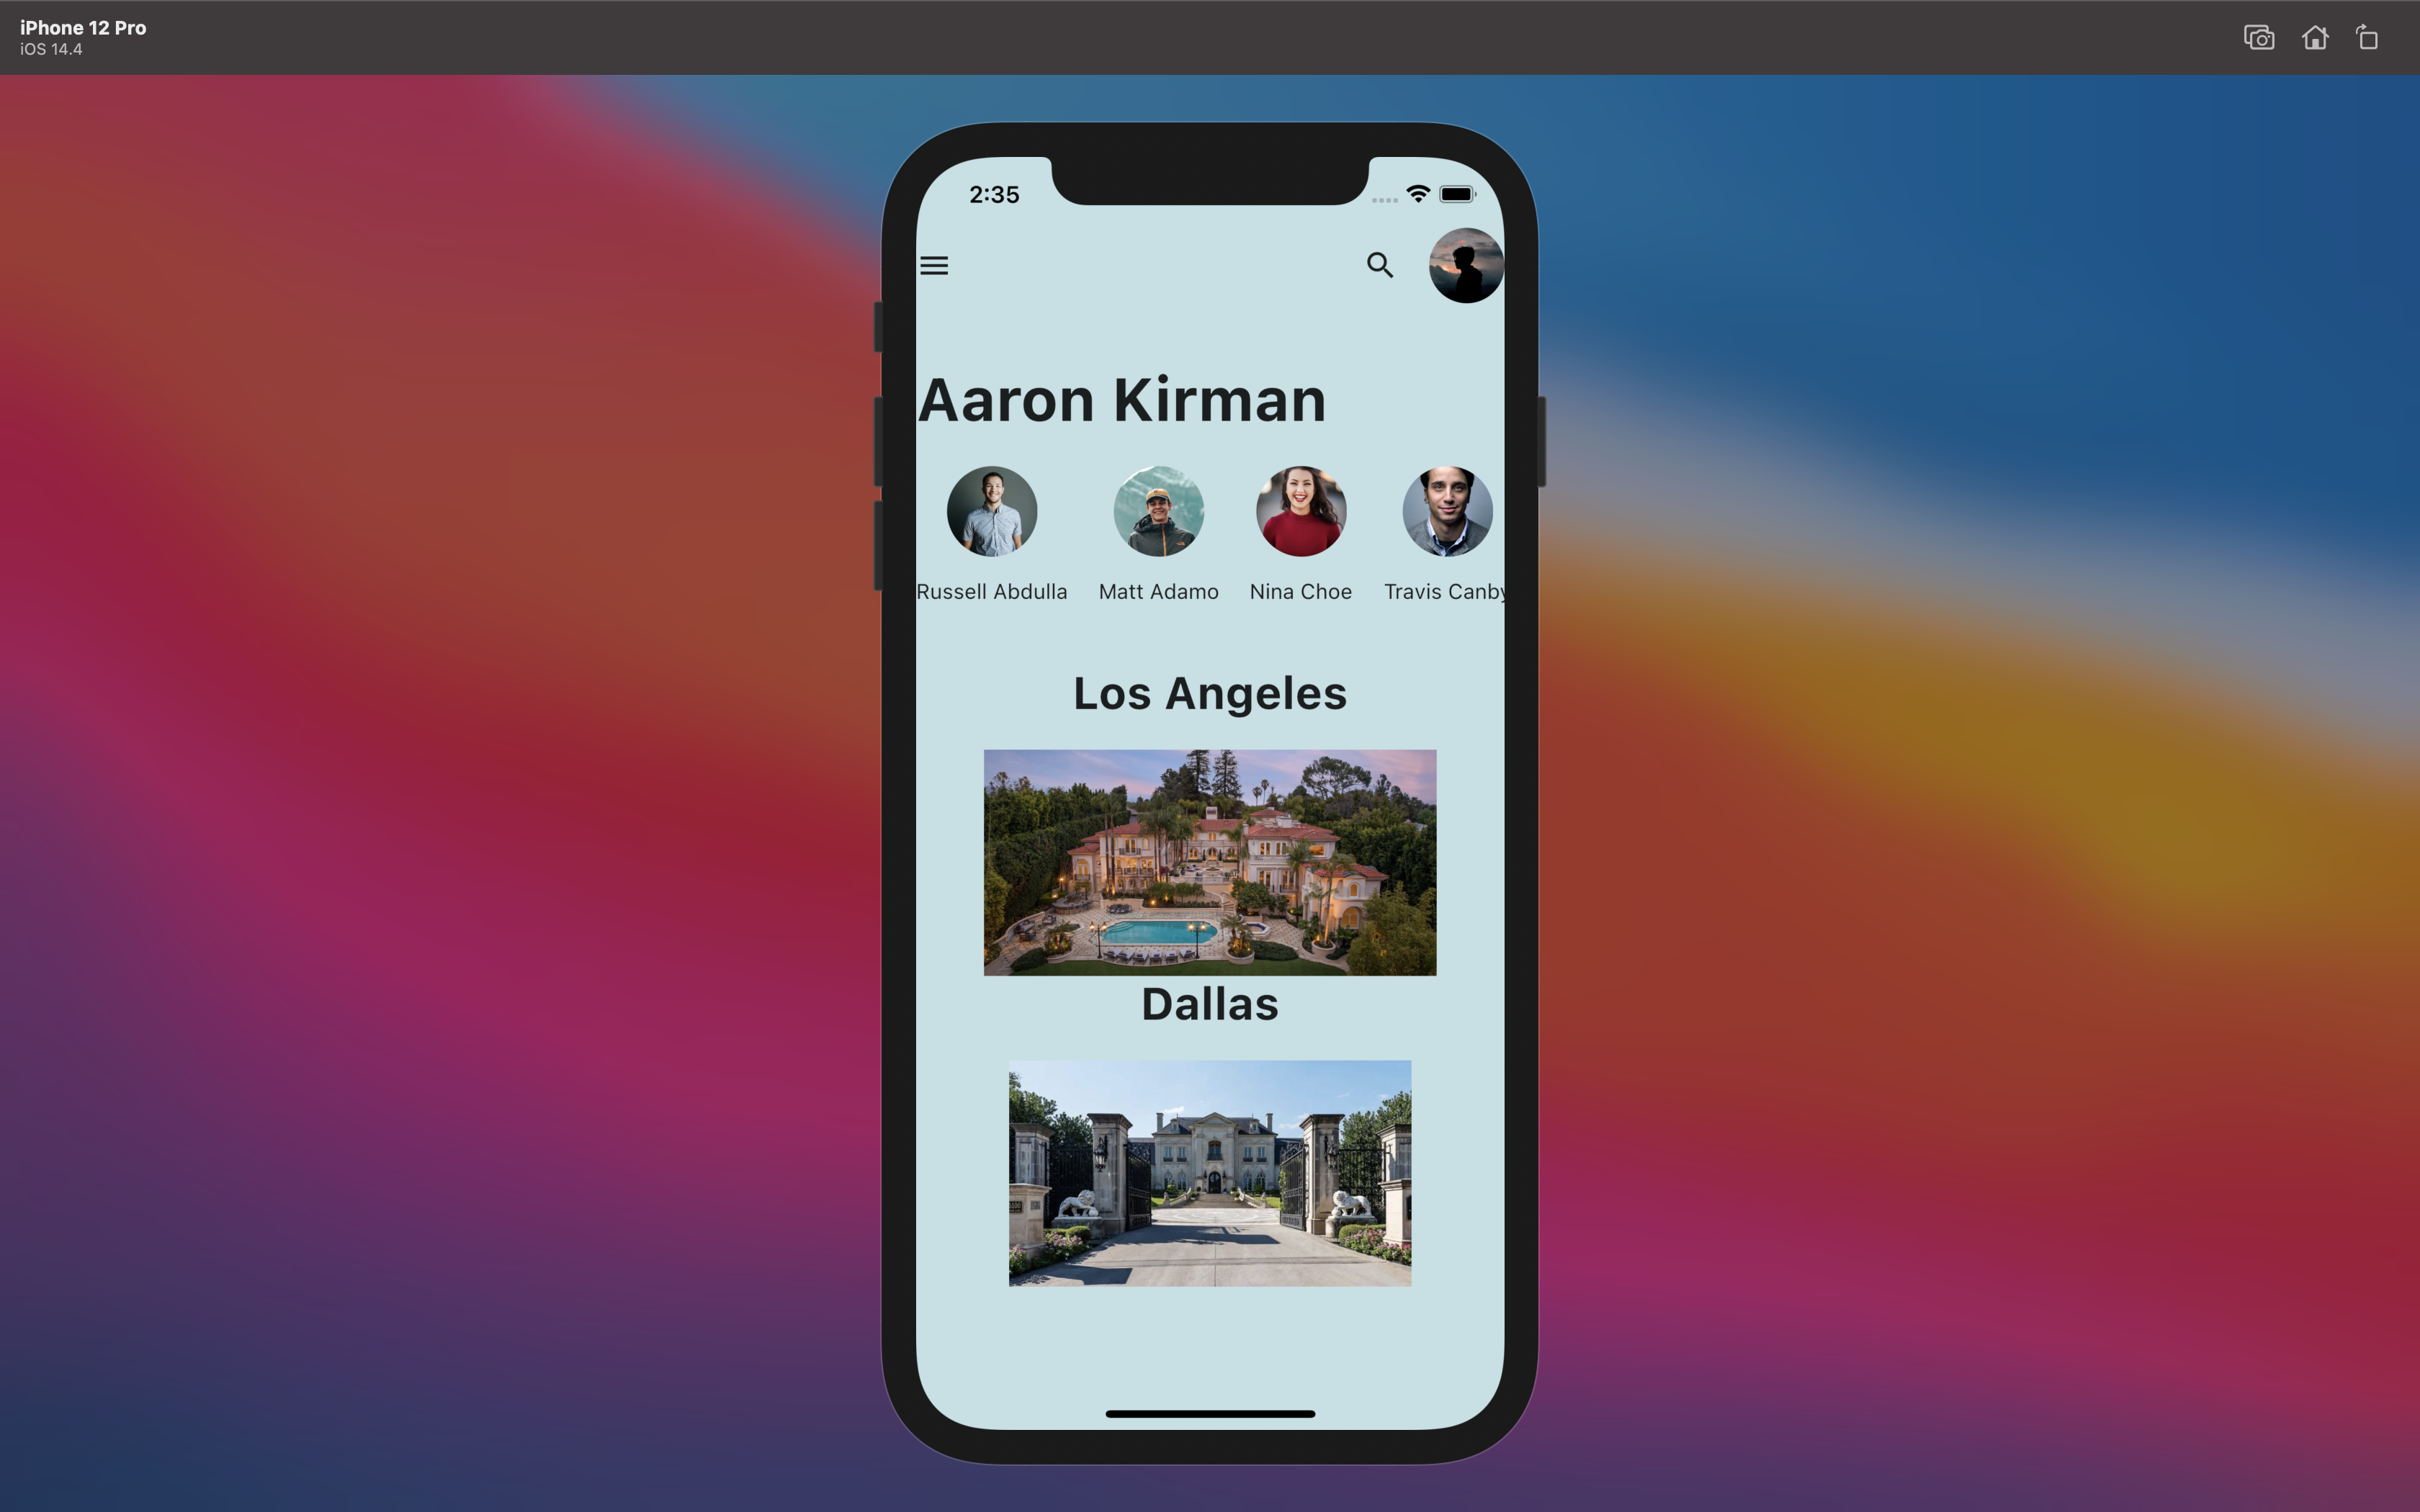 iPhone 12 Pro
iOS 14.4
2:35
Aaron Kirman
Russell Abdulla Matt Adamo Nina Choe Travis Canby
Los Angeles
Dallas